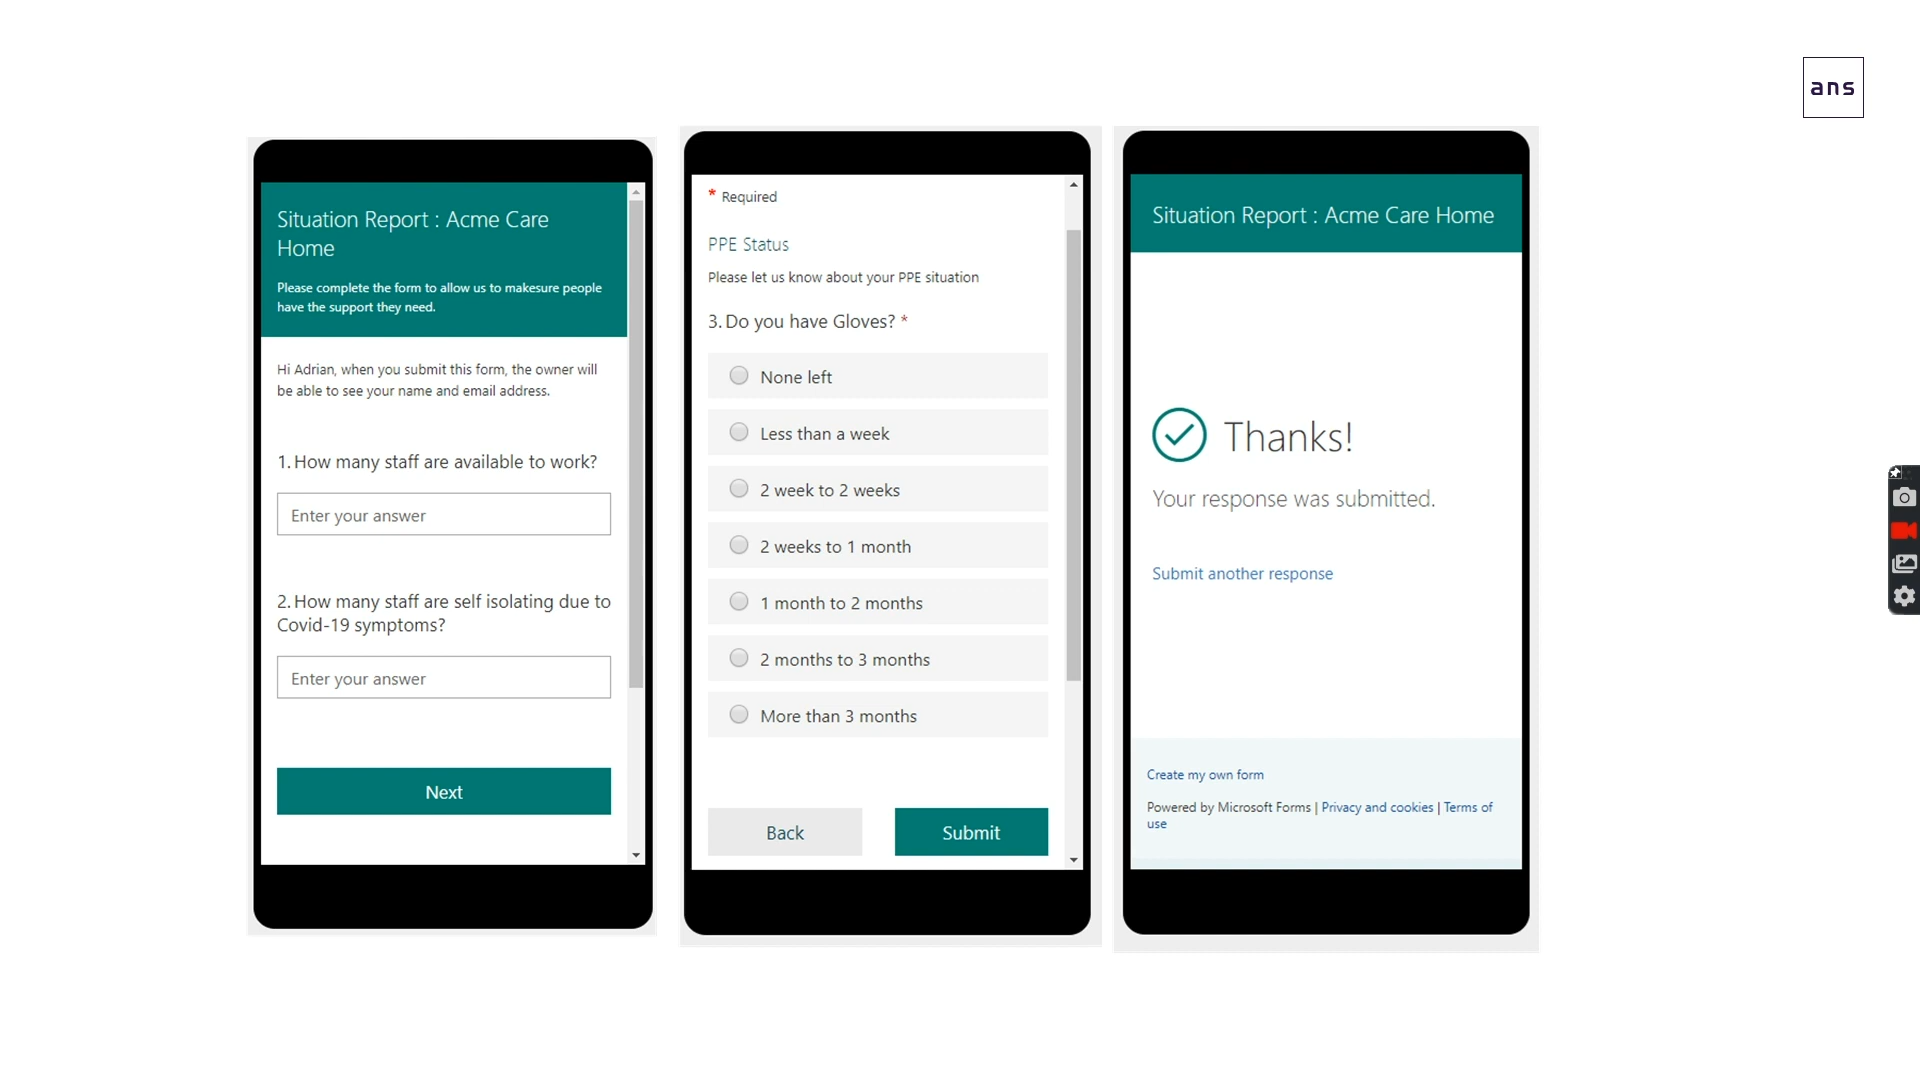 ans
Situation Report : Acme Care
Home
Please complete the form to allow us to makesure people
have the support they need.
Hi Adrian, when you submit this form, the owner will
be able to see your name and email address.
1. How many staff are available to work?
Enter your answer
2. How many staff are self isolating due to
Covid-19 symptoms?
Enter your answer
Next
* Required
PPE Status
Please let us know about your PPE situation
3. Do you have Gloves? *
None left
Less than a week
2 week to 2 weeks
2 weeks to 1 month
1 month to 2 months
2 months to 3 months
More than 3 months
Back
Submit
Situation Report : Acme Care Home
Thanks!
Your response was submitted.
Submit another response
Create my own form
Powered by Microsoft Forms | Privacy and cookies | Terms of
use